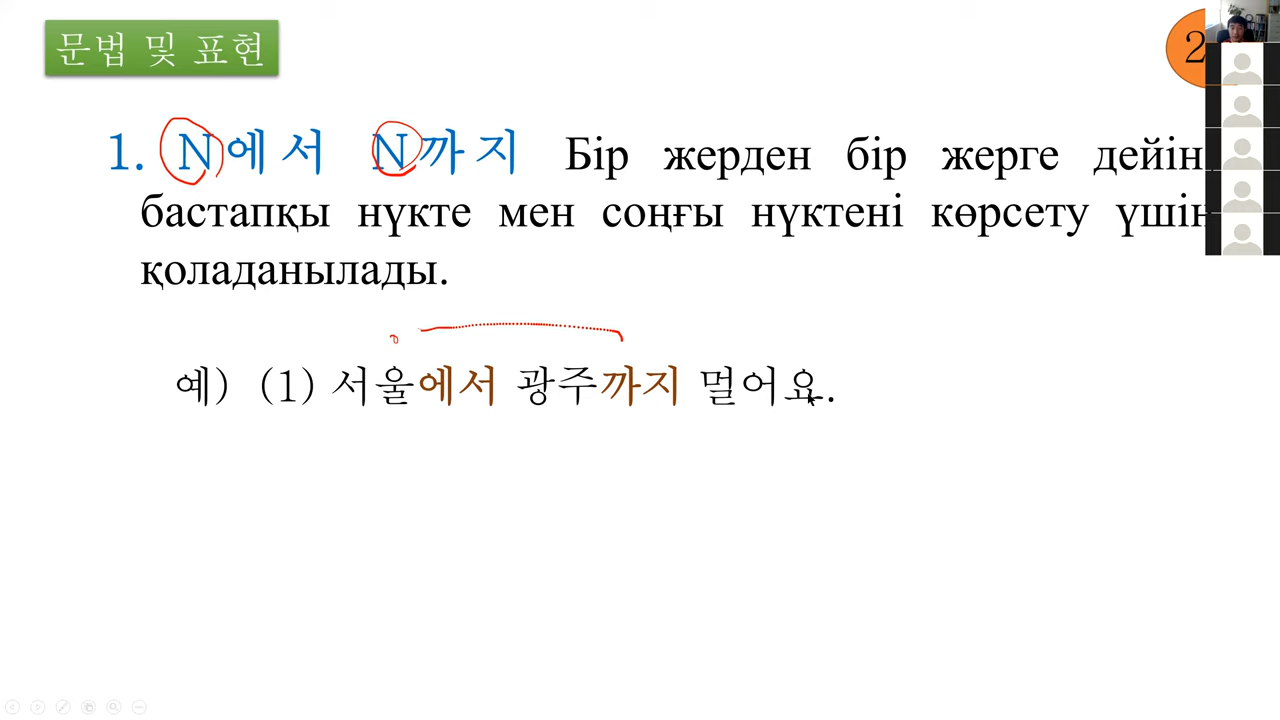 문법 및 표현
2
1. N에서 N까지 Бір жерден бір жерге дейін
бастапқы нүкте мен соңғы нүктені көрсету үшін
қоладанылады.
예) (1) 서울에서 광주까지 멀어요.